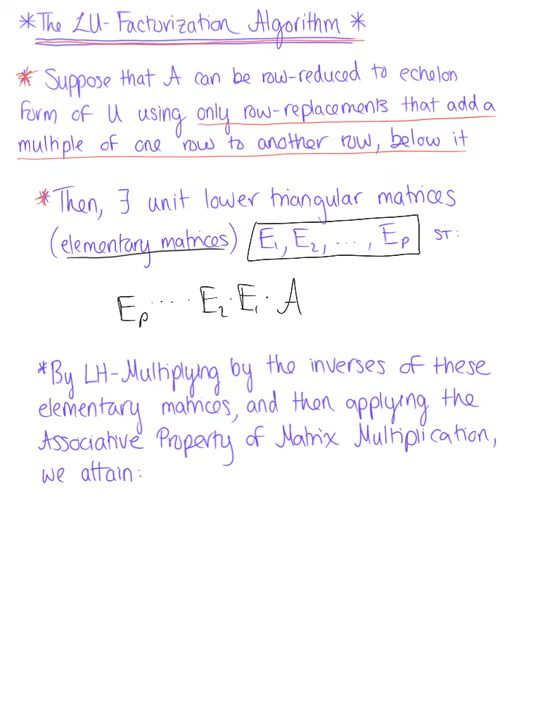 *The LU-Factorization Algorithm*
* Suppose that A can be row-reduced to echelon
form of U using only row-replacements that add a
multiple of one row to another row, below it
*Then, ∃ unit lower triangular matrices
(elementary matrices) E₁, E₂, ..., Eₚ ST:
Eₚ ··· E₂·E₁·A
*By LH-Multiplying by the inverses of these
elementary matrices, and then applying the
Associative Property of Matrix Multiplication,
we attain: